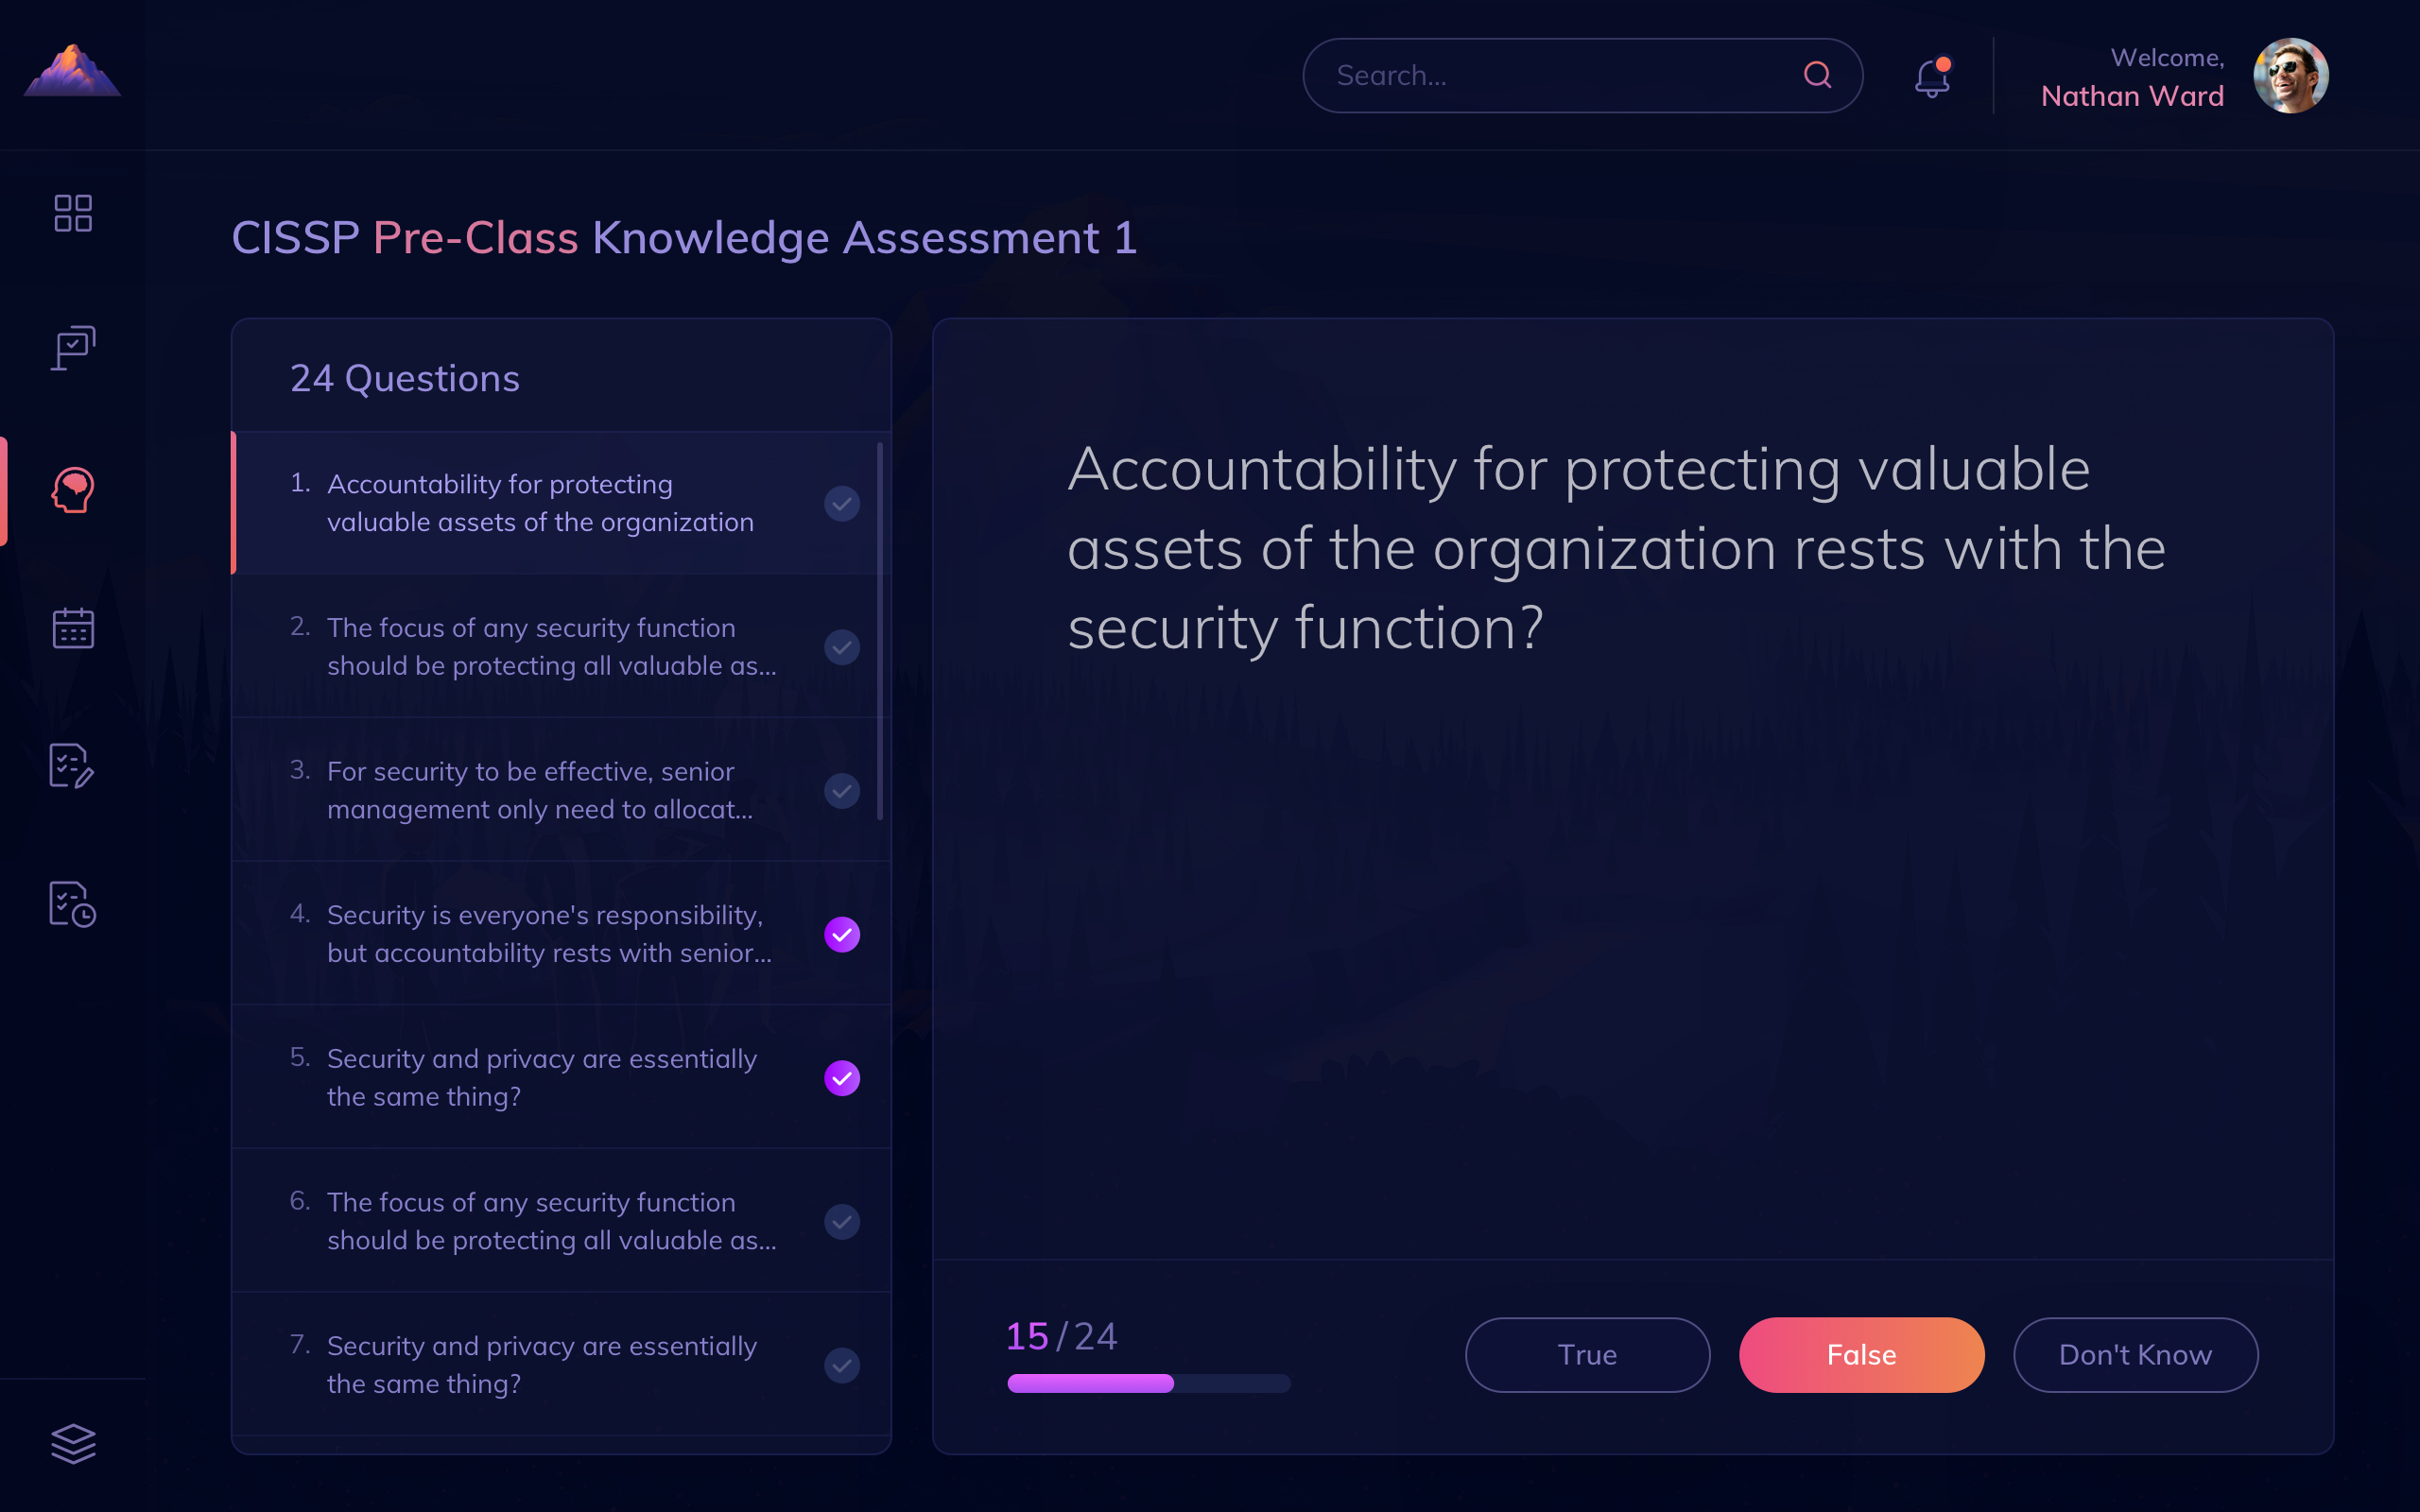 Search...
Welcome,
Nathan Ward
CISSP Pre-Class Knowledge Assessment 1
24 Questions
1. Accountability for protecting
valuable assets of the organization
2. The focus of any security function
should be protecting all valuable as...
3. For security to be effective, senior
management only need to allocat...
4. Security is everyone's responsibility,
but accountability rests with senior...
5. Security and privacy are essentially
the same thing?
6. The focus of any security function
should be protecting all valuable as...
7. Security and privacy are essentially
the same thing?
Accountability for protecting valuable
assets of the organization rests with the
security function?
15/24
True
False
Don't Know